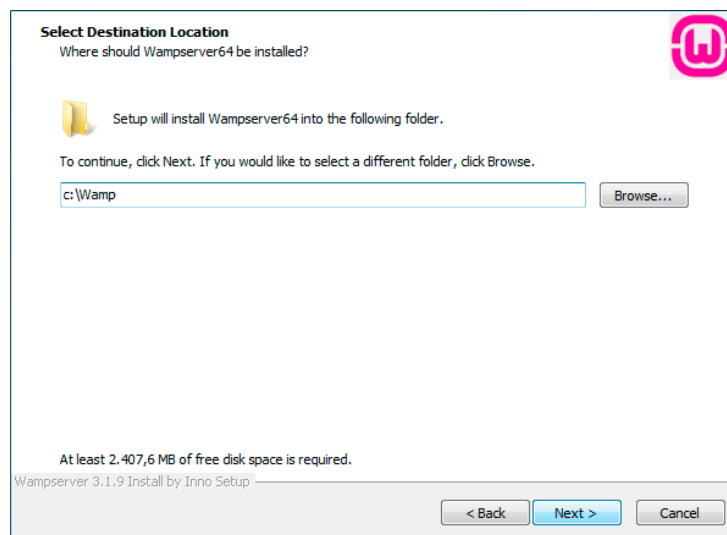 Select Destination Location
Where should Wampserver64 be installed?
Setup will install Wampserver64 into the following folder.
To continue, click Next. If you would like to select a different folder, click Browse.
c:\Wamp
Browse...
At least 2.407,6 MB of free disk space is required.
Wampserver 3.1.9 Install by Inno Setup
< Back
Next >
Cancel